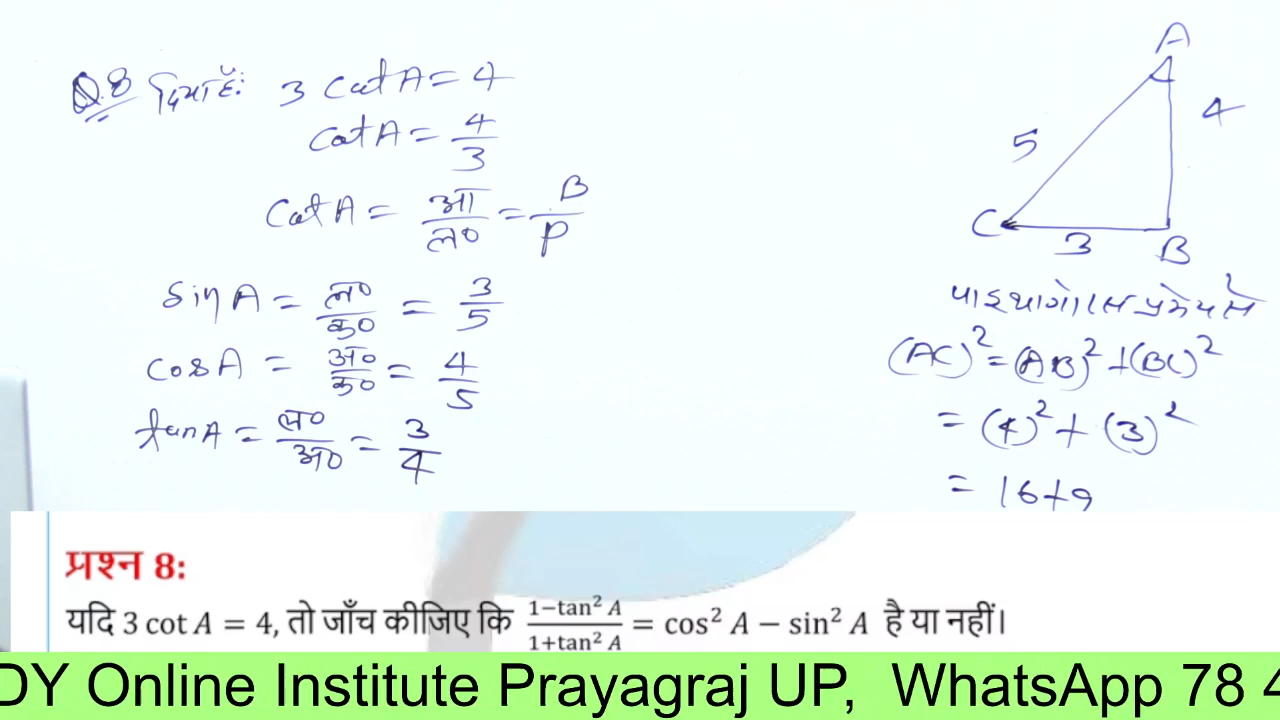 Q.8 दिया है: 3 cot A = 4
cot A = 4/3
cot A = आ/ल० = B/P
sin A = ल०/क० = 3/5
cos A = आ०/क० = 4/5
tan A = ल०/आ० = 3/4
A
5
4
C
3
B
पाइथागोरस प्रमेय से
(AC)² = (AB)² + (BC)²
= (4)² + (3)²
= 16+9
प्रश्न 8:
यदि 3 cot A = 4, तो जाँच कीजिए कि (1−tan² A)/(1+tan² A) = cos² A − sin² A है या नहीं।
DY Online Institute Prayagraj UP, WhatsApp 78 4